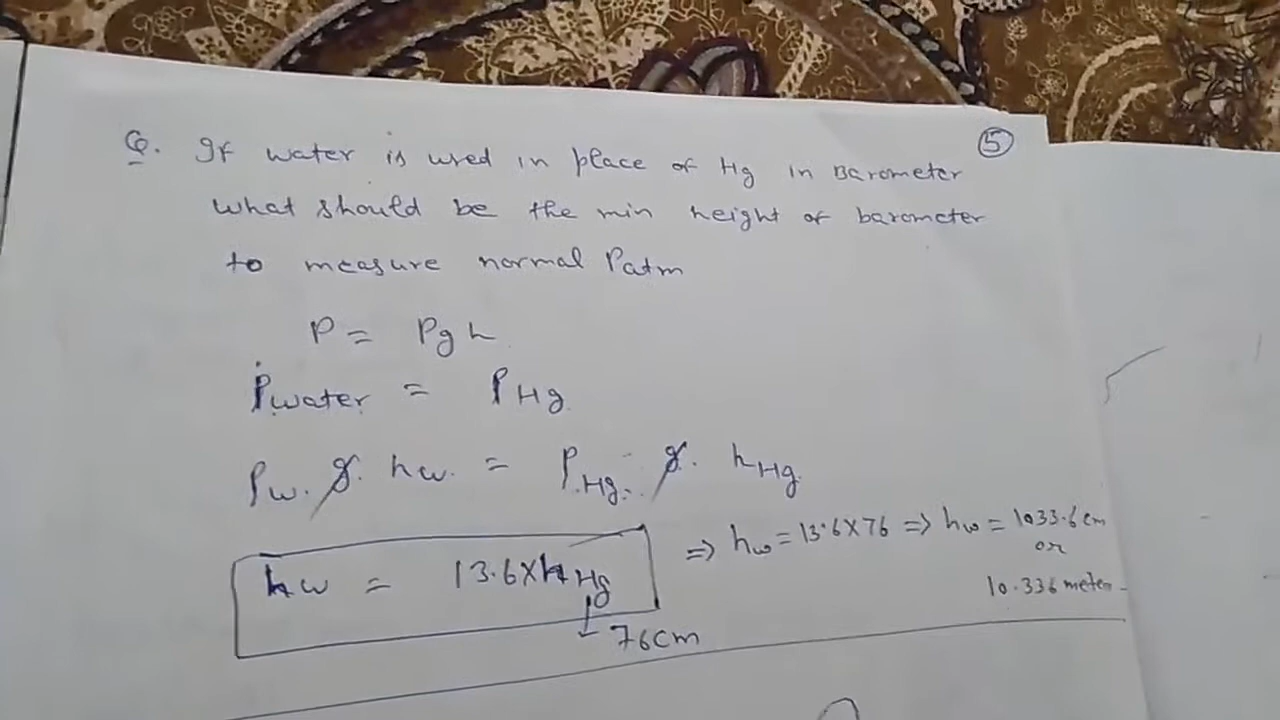 Q. If water is used in place of Hg in Barometer
⑤
what should be the min height of barometer
to measure normal Patm
P = ρgh
Pwater = PHg
ρw. g. hw. = ρHg. g. hHg
hw = 13.6×hHg
76cm
⇒ hw = 13.6×76 ⇒ hw = 1033.6 cm
or
10.336 meter